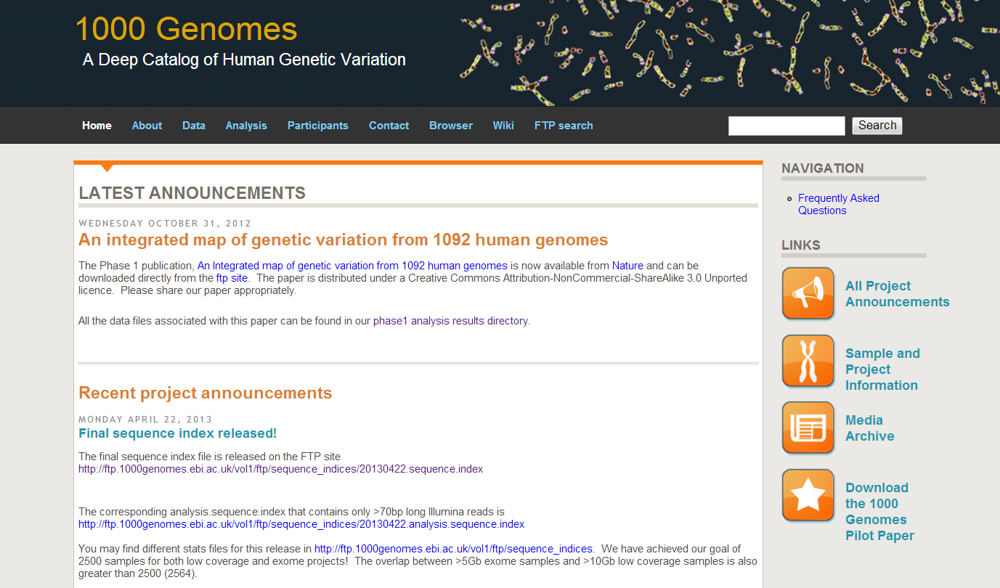 1000 Genomes
A Deep Catalog of Human Genetic Variation
Home About Data Analysis Participants Contact Browser Wiki FTP search Search
LATEST ANNOUNCEMENTS
WEDNESDAY OCTOBER 31, 2012
An integrated map of genetic variation from 1092 human genomes
The Phase 1 publication, An Integrated map of genetic variation from 1092 human genomes is now available from Nature and can be
downloaded directly from the ftp site.  The paper is distributed under a Creative Commons Attribution-NonCommercial-ShareAlike 3.0 Unported
licence.  Please share our paper appropriately.
All the data files associated with this paper can be found in our phase1 analysis results directory.
Recent project announcements
MONDAY APRIL 22, 2013
Final sequence index released!
The final sequence index file is released on the FTP site
http://ftp.1000genomes.ebi.ac.uk/vol1/ftp/sequence_indices/20130422.sequence.index
The corresponding analysis.sequence.index that contains only >70bp long Illumina reads is
http://ftp.1000genomes.ebi.ac.uk/vol1/ftp/sequence_indices/20130422.analysis.sequence.index
You may find different stats files for this release in http://ftp.1000genomes.ebi.ac.uk/vol1/ftp/sequence_indices.  We have achieved our goal of
2500 samples for both low coverage and exome projects!  The overlap between >5Gb exome samples and >10Gb low coverage samples is also
greater than 2500 (2564).
NAVIGATION
Frequently Asked
Questions
LINKS
All Project
Announcements
Sample and
Project
Information
Media
Archive
Download
the 1000
Genomes
Pilot Paper